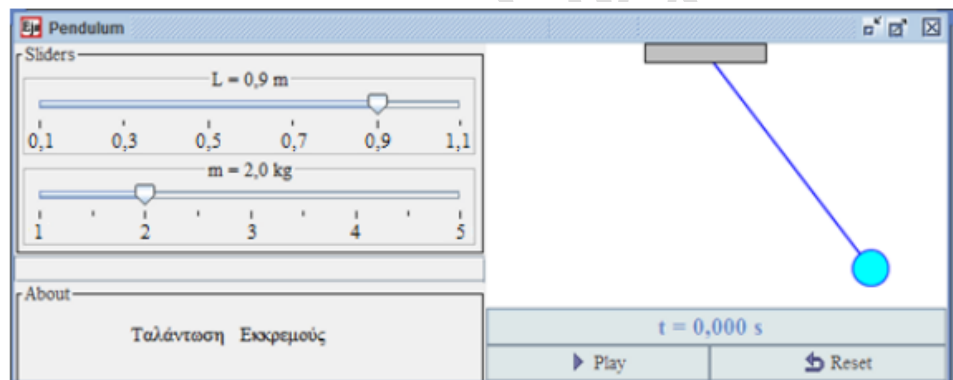 Ejs Pendulum
Sliders
L = 0,9 m
0,1 0,3 0,5 0,7 0,9 1,1
m = 2,0 kg
1 2 3 4 5
About
Ταλάντωση Εκκρεμούς
t = 0,000 s
Play Reset